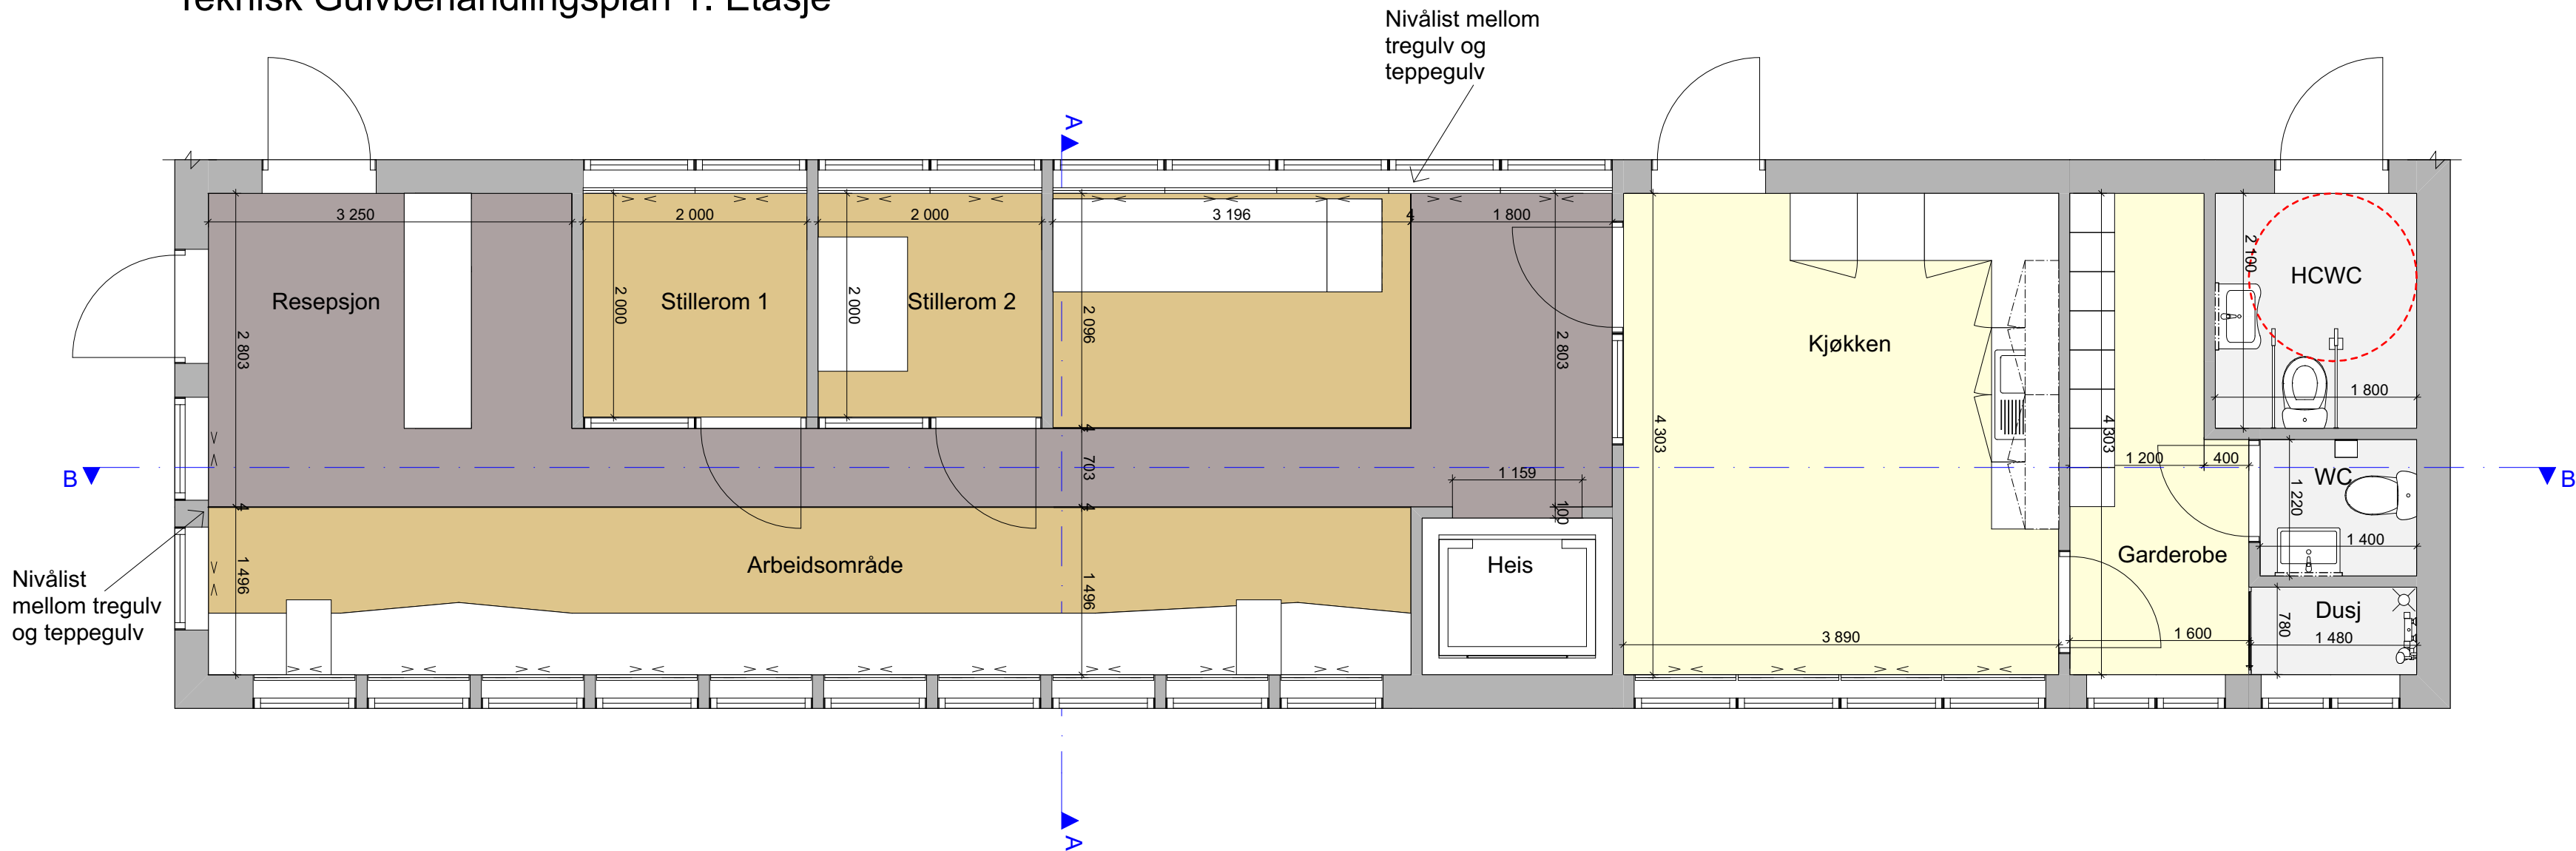 Teknisk Gulvbehandlingsplan 1. Etasje
Nivålist mellom
tregulv og
teppegulv
A
3 250
2 000
2 000
3 196
4
1 800
2 100
HCWC
Resepsjon
Stillerom 1
Stillerom 2
2 000
2 000
2 096
2 803
2 803
Kjøkken
1 800
4
4 303
4 303
703
1 200
400
B
B
1 159
WC
1 220
4
4
100
1 400
Arbeidsområde
Heis
Garderobe
1 496
1 496
Nivålist
mellom tregulv
og teppegulv
Dusj
780
3 890
1 600
1 480
A